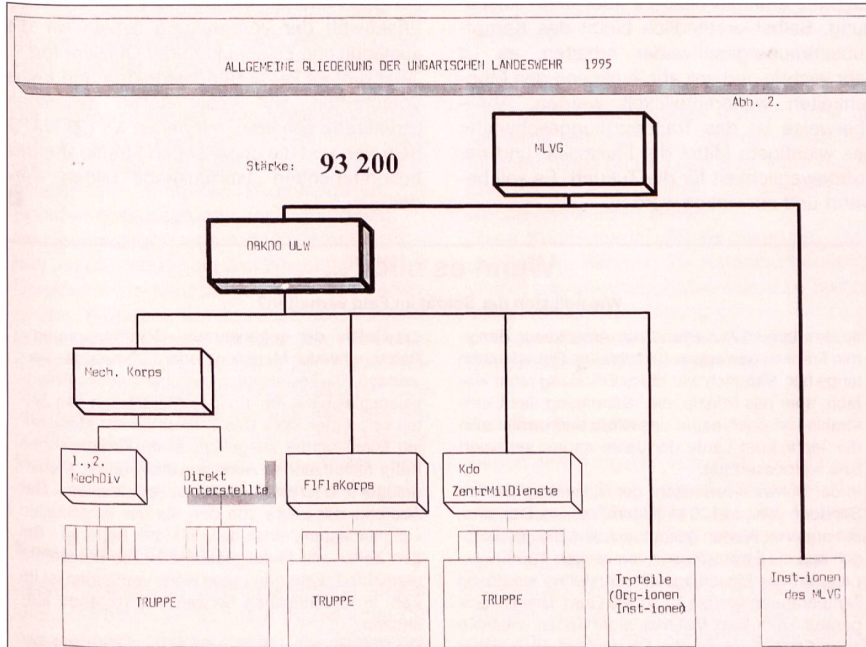 ALLGEMEINE GLIEDERUNG DER UNGARISCHEN LANDESWEHR 1995
Abb. 2.
MLVG
Stärke: 93 200
OAKDO ULW
Mech. Korps
1.,2.
MechDiv
Direkt
Unterstellte
FlFlaKorps
Kdo
ZentrMilDienste
TRUPPE
TRUPPE
TRUPPE
Trpteile
(Org-ionen
Inst-ionen)
Inst-ionen
des MLVG